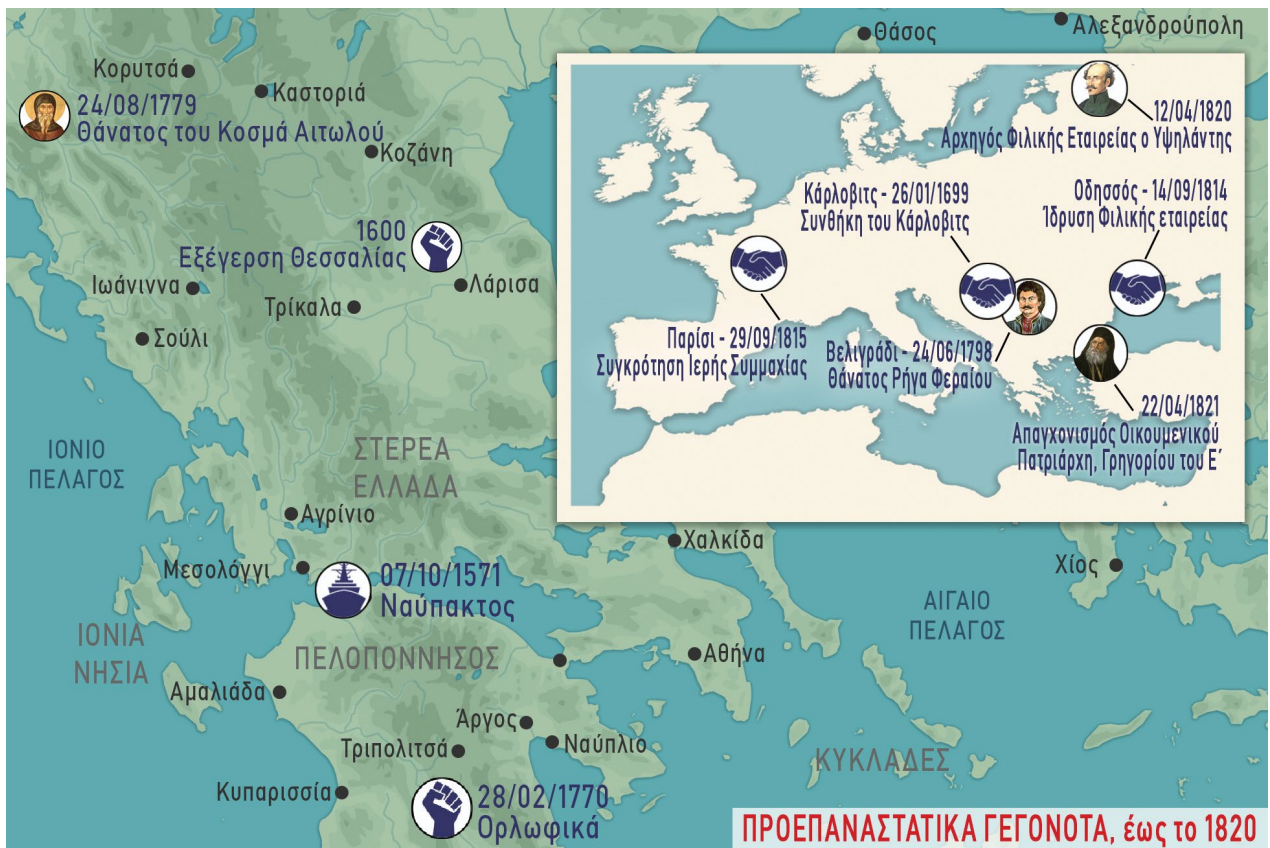 Θάσος
Αλεξανδρούπολη
Κορυτσά
Καστοριά
24/08/1779
Θάνατος του Κοσμά Αιτωλού
Κοζάνη
1600
Εξέγερση Θεσσαλίας
Ιωάννινα
Τρίκαλα
Λάρισα
Σούλι
12/04/1820
Αρχηγός Φιλικής Εταιρείας ο Υψηλάντης
Κάρλοβιτς - 26/01/1699
Συνθήκη του Κάρλοβιτς
Οδησσός - 14/09/1814
Ίδρυση Φιλικής εταιρείας
Παρίσι - 29/09/1815
Συγκρότηση Ιερής Συμμαχίας
Βελιγράδι - 24/06/1798
Θάνατος Ρήγα Φεραίου
22/04/1821
Απαγχονισμός Οικουμενικού
Πατριάρχη, Γρηγορίου του Ε΄
ΙΟΝΙΟ
ΠΕΛΑΓΟΣ
ΣΤΕΡΕΑ
ΕΛΛΑΔΑ
Αγρίνιο
Μεσολόγγι
07/10/1571
Ναύπακτος
Χαλκίδα
Χίος
ΑΙΓΑΙΟ
ΠΕΛΑΓΟΣ
ΙΟΝΙΑ
ΝΗΣΙΑ
ΠΕΛΟΠΟΝΝΗΣΟΣ
Αθήνα
Αμαλιάδα
Άργος
Ναύπλιο
Τριπολιτσά
Κυπαρισσία
28/02/1770
Ορλωφικά
ΚΥΚΛΑΔΕΣ
ΠΡΟΕΠΑΝΑΣΤΑΤΙΚΑ ΓΕΓΟΝΟΤΑ, έως το 1820